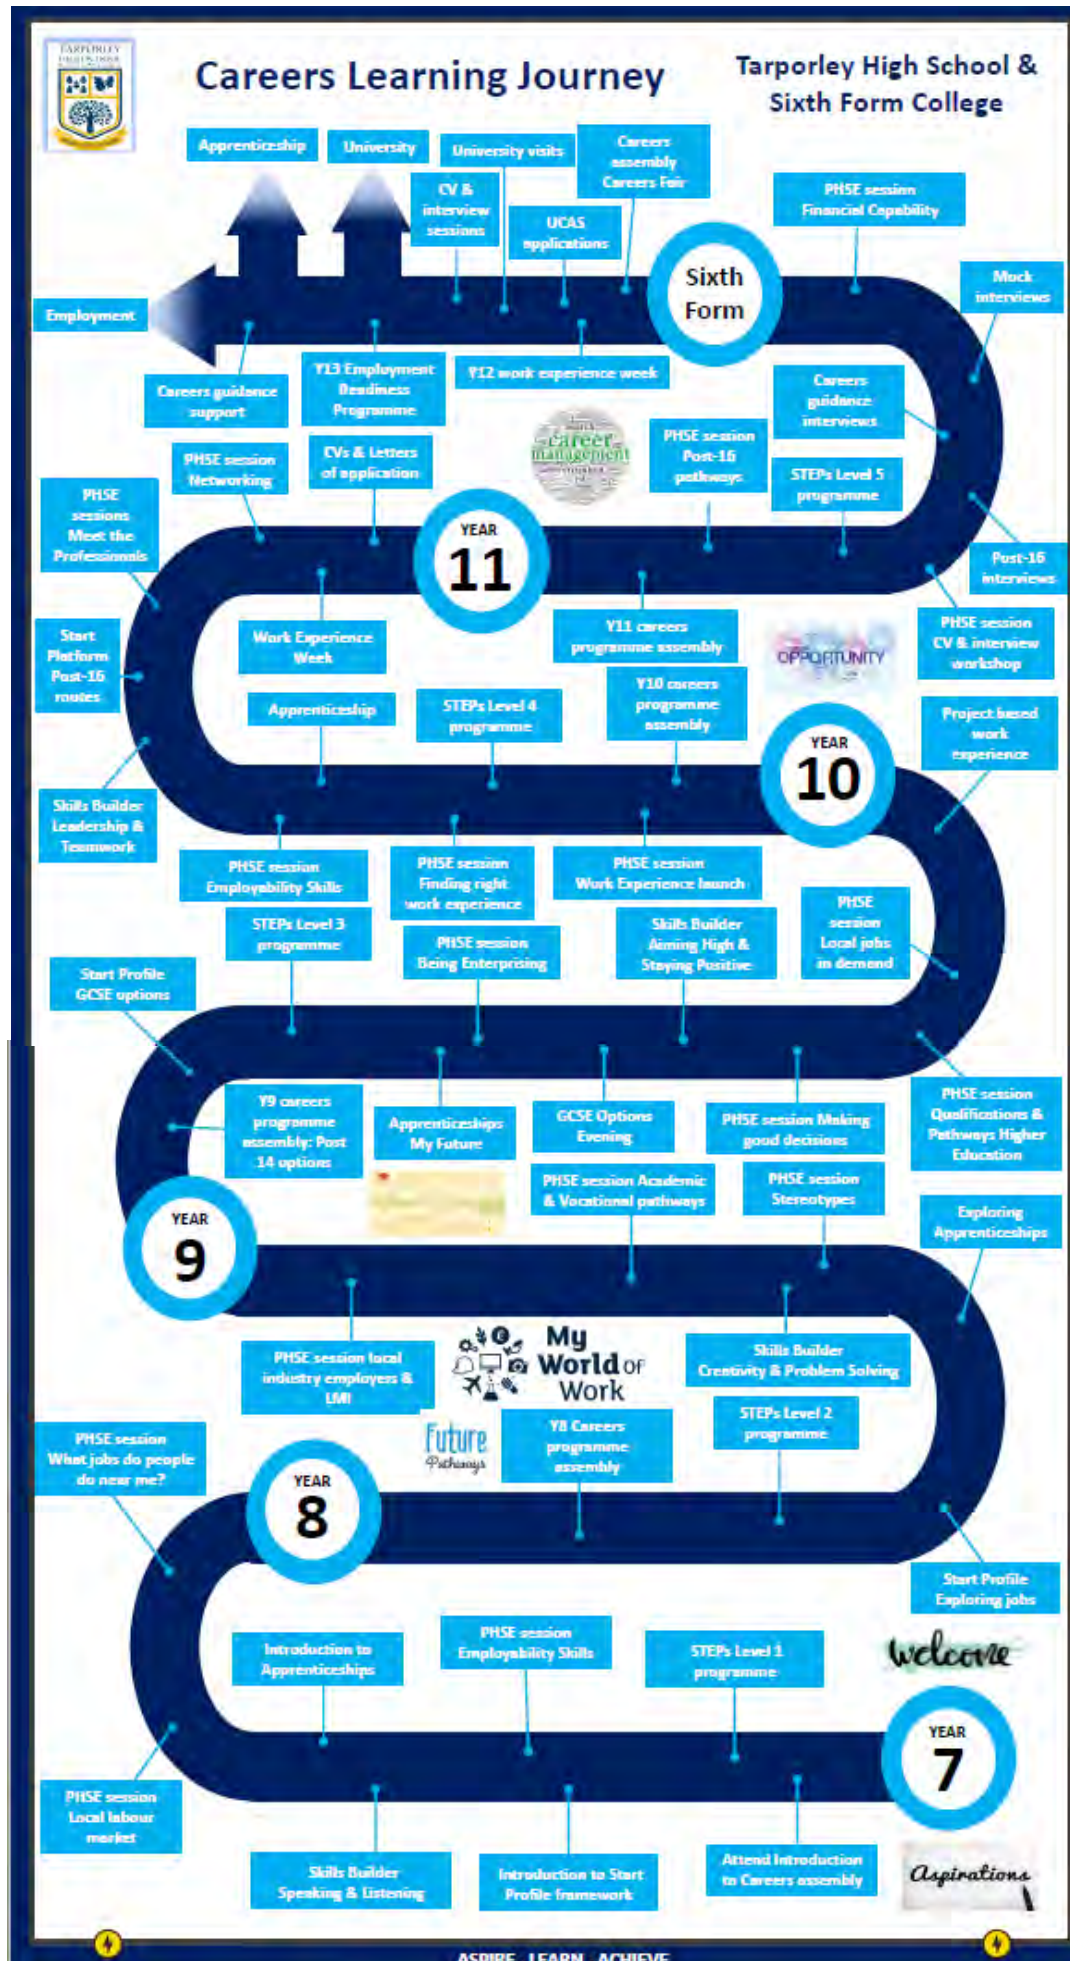 TARPORLEY
Careers Learning Journey
Tarporley High School &
Sixth Form College
Apprenticeship
University
University visits
Careers
assembly
Careers Fair
CV &
interview
sessions
UCAS
applications
PHSE session
Financial Capability
Sixth
Form
Mock
interviews
Employment
Careers guidance
support
Y13 Employment
Readiness
Programme
Y12 work experience week
Careers
guidance
interviews
PHSE session
Networking
CVs & Letters
of application
career
management
PHSE session
Post-16
pathways
STEPs Level 5
programme
PHSE
sessions
Meet the
Professionals
YEAR
11
Post-16
interviews
Start
Platform
Post-16
routes
Work Experience
Week
Y11 careers
programme assembly
OPPORTUNITY
PHSE session
CV & interview
workshop
Apprenticeship
STEPs Level 4
programme
Y10 careers
programme
assembly
Project based
work
experience
YEAR
10
Skills Builder
Leadership &
Teamwork
PHSE session
Employability Skills
PHSE session
Finding right
work experience
PHSE session
Work Experience launch
PHSE
session
Local jobs
in demand
STEPs Level 3
programme
PHSE session
Being Enterprising
Skills Builder
Aiming High &
Staying Positive
Start Profile
GCSE options
Y9 careers
programme
assembly: Post
14 options
Apprenticeships
My Future
GCSE Options
Evening
PHSE session Making
good decisions
PHSE session
Qualifications &
Pathways Higher
Education
PHSE session Academic
& Vocational pathways
PHSE session
Stereotypes
Exploring
Apprenticeships
YEAR
9
PHSE session local
industry employers &
LMI
My
World OF
Work
Skills Builder
Creativity & Problem Solving
Future
Pathways
Y8 Careers
programme
assembly
STEPs Level 2
programme
PHSE session
What jobs do people
do near me?
YEAR
8
Start Profile
Exploring jobs
Introduction to
Apprenticeships
PHSE session
Employability Skills
STEPs Level 1
programme
welcome
YEAR
7
PHSE session
Local labour
market
Skills Builder
Speaking & Listening
Introduction to Start
Profile framework
Attend Introduction
to Careers assembly
Aspirations
ASPIRE LEARN ACHIEVE